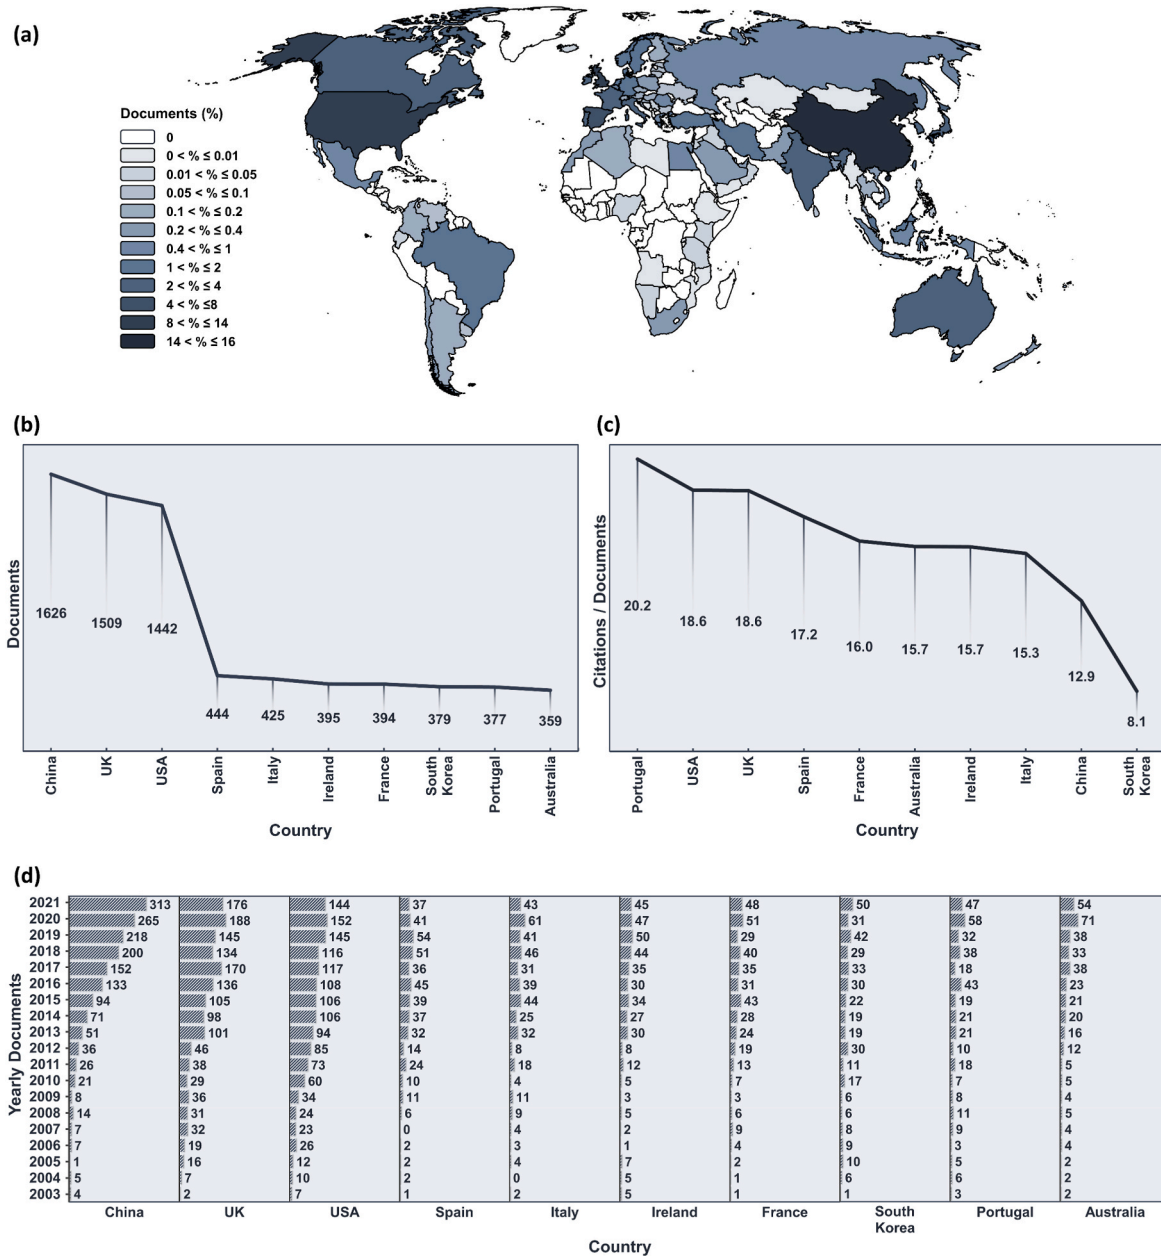 (a)
Documents (%)
0
0 < % ≤ 0.01
0.01 < % ≤ 0.05
0.05 < % ≤ 0.1
0.1 < % ≤ 0.2
0.2 < % ≤ 0.4
0.4 < % ≤ 1
1 < % ≤ 2
2 < % ≤ 4
4 < % ≤8
8 < % ≤ 14
14 < % ≤ 16
(b)
Documents
1626 1509 1442 444 425 395 394 379 377 359
China UK USA Spain Italy Ireland France South Korea Portugal Australia
Country
(c)
Citations / Documents
20.2 18.6 18.6 17.2 16.0 15.7 15.7 15.3 12.9 8.1
Portugal USA UK Spain France Australia Ireland Italy China South Korea
Country
(d)
Yearly Documents
2021 313 176 144 37 43 45 48 50 47 54
2020 265 188 152 41 61 47 51 31 58 71
2019 218 145 145 54 41 50 29 42 32 38
2018 200 134 116 51 46 44 40 29 38 33
2017 152 170 117 36 31 35 35 33 18 38
2016 133 136 108 45 39 30 31 30 43 23
2015 94 105 106 39 44 34 43 22 19 21
2014 71 98 106 37 25 27 28 19 21 20
2013 51 101 94 32 32 30 24 19 21 16
2012 36 46 85 14 8 8 19 30 10 12
2011 26 38 73 24 18 12 13 11 18 5
2010 21 29 60 10 4 5 7 17 7 5
2009 8 36 34 11 11 3 3 6 8 4
2008 14 31 24 6 9 5 6 6 11 5
2007 7 32 23 0 4 2 9 8 9 4
2006 7 19 26 2 3 1 4 9 3 4
2005 1 16 12 2 4 7 2 10 5 2
2004 5 7 10 2 0 5 1 6 6 2
2003 4 2 7 1 2 5 1 1 3 2
China UK USA Spain Italy Ireland France South Korea Portugal Australia
Country